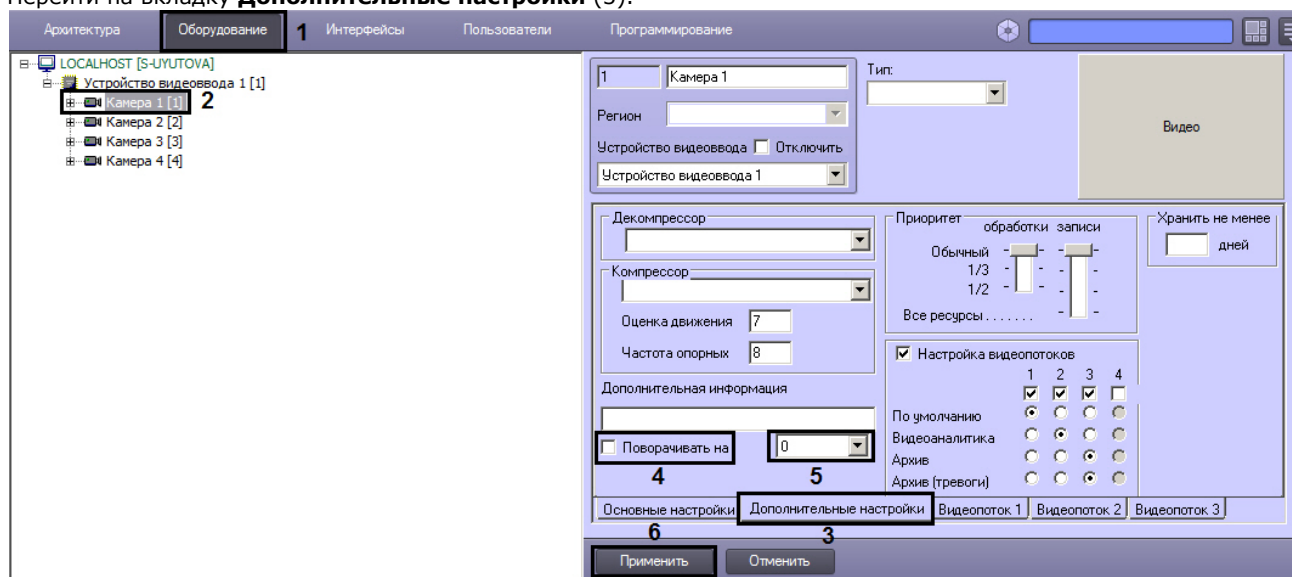 Перейти на вкладку Дополнительные настройки (3).
Архитектура Оборудование 1 Интерфейсы Пользователи Программирование
LOCALHOST [S-UYUTOVA]
Устройство видеоввода 1 [1]
Камера 1 [1] 2
Камера 2 [2]
Камера 3 [3]
Камера 4 [4]
1 Камера 1
Тип:
Регион
Устройство видеоввода Отключить
Устройство видеоввода 1
Видео
Декомпрессор
Компрессор
Оценка движения 7
Частота опорных 8
Дополнительная информация
Поворачивать на 0
4 5
Приоритет
обработки записи
Обычный
1/3
1/2
Все ресурсы . . . . . . .
Хранить не менее
дней
Настройка видеопотоков
1 2 3 4
По умолчанию
Видеоаналитика
Архив
Архив (тревоги)
Основные настройки Дополнительные настройки Видеопоток 1 Видеопоток 2 Видеопоток 3
6 3
Применить Отменить